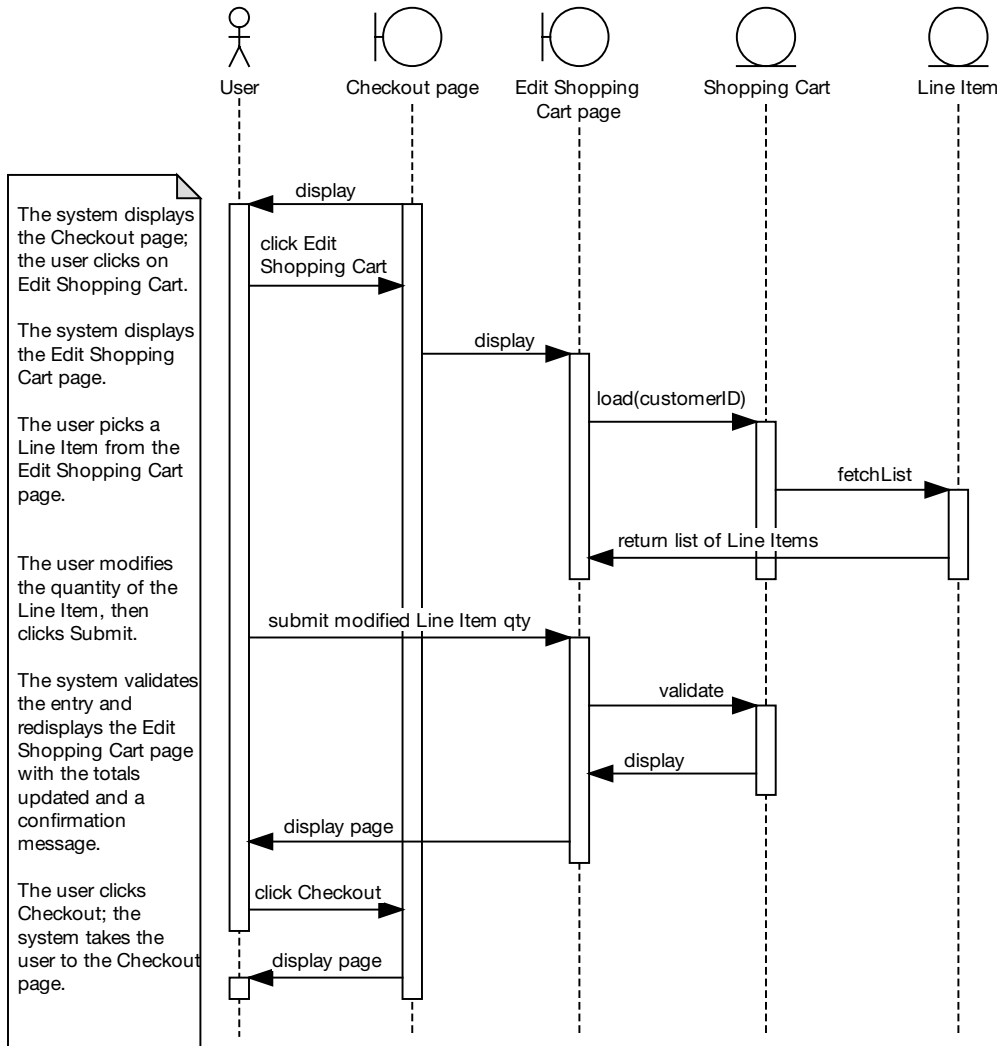 User
Checkout page
Edit Shopping
Cart page
Shopping Cart
Line Item
The system displays
the Checkout page;
the user clicks on
Edit Shopping Cart.
The system displays
the Edit Shopping
Cart page.
The user picks a
Line Item from the
Edit Shopping Cart
page.
The user modifies
the quantity of the
Line Item, then
clicks Submit.
The system validates
the entry and
redisplays the Edit
Shopping Cart page
with the totals
updated and a
confirmation
message.
The user clicks
Checkout; the
system takes the
user to the Checkout
page.
display
click Edit
Shopping Cart
display
load(customerID)
fetchList
return list of Line Items
submit modified Line Item qty
validate
display
display page
click Checkout
display page